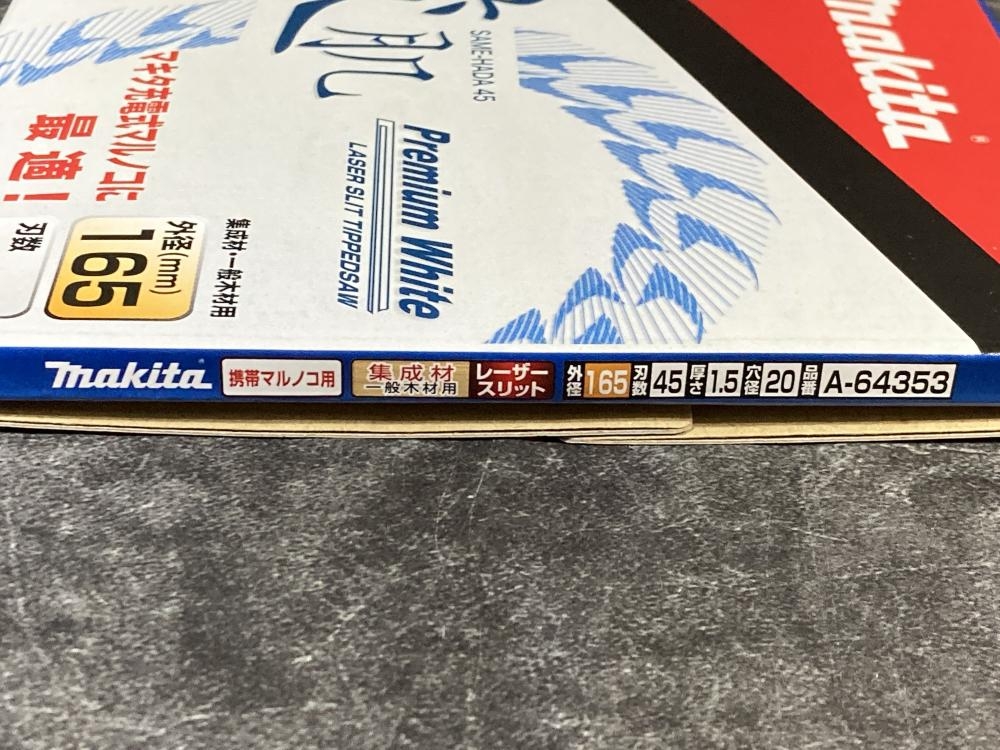 makita
鮫肌
SAME-HADA 45
Premium White
LASER SLIT TIPPEDSAW
マキタ充電式マルノコに
最適!
集成材・一般木材用
外径(mm)
165
刃数
makita
携帯マルノコ用
集成材
一般木材用
レーザー
スリット
外径 165 刃数 45 厚さ 1.5 穴径 20 品番 A-64353